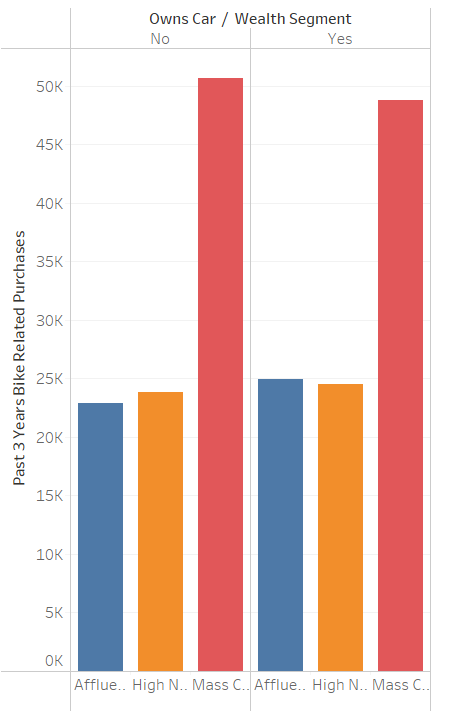 Owns Car / Wealth Segment
No Yes
Past 3 Years Bike Related Purchases
50K
45K
40K
35K
30K
25K
20K
15K
10K
5K
0K
Afflue.. High N.. Mass C.. Afflue.. High N.. Mass C..